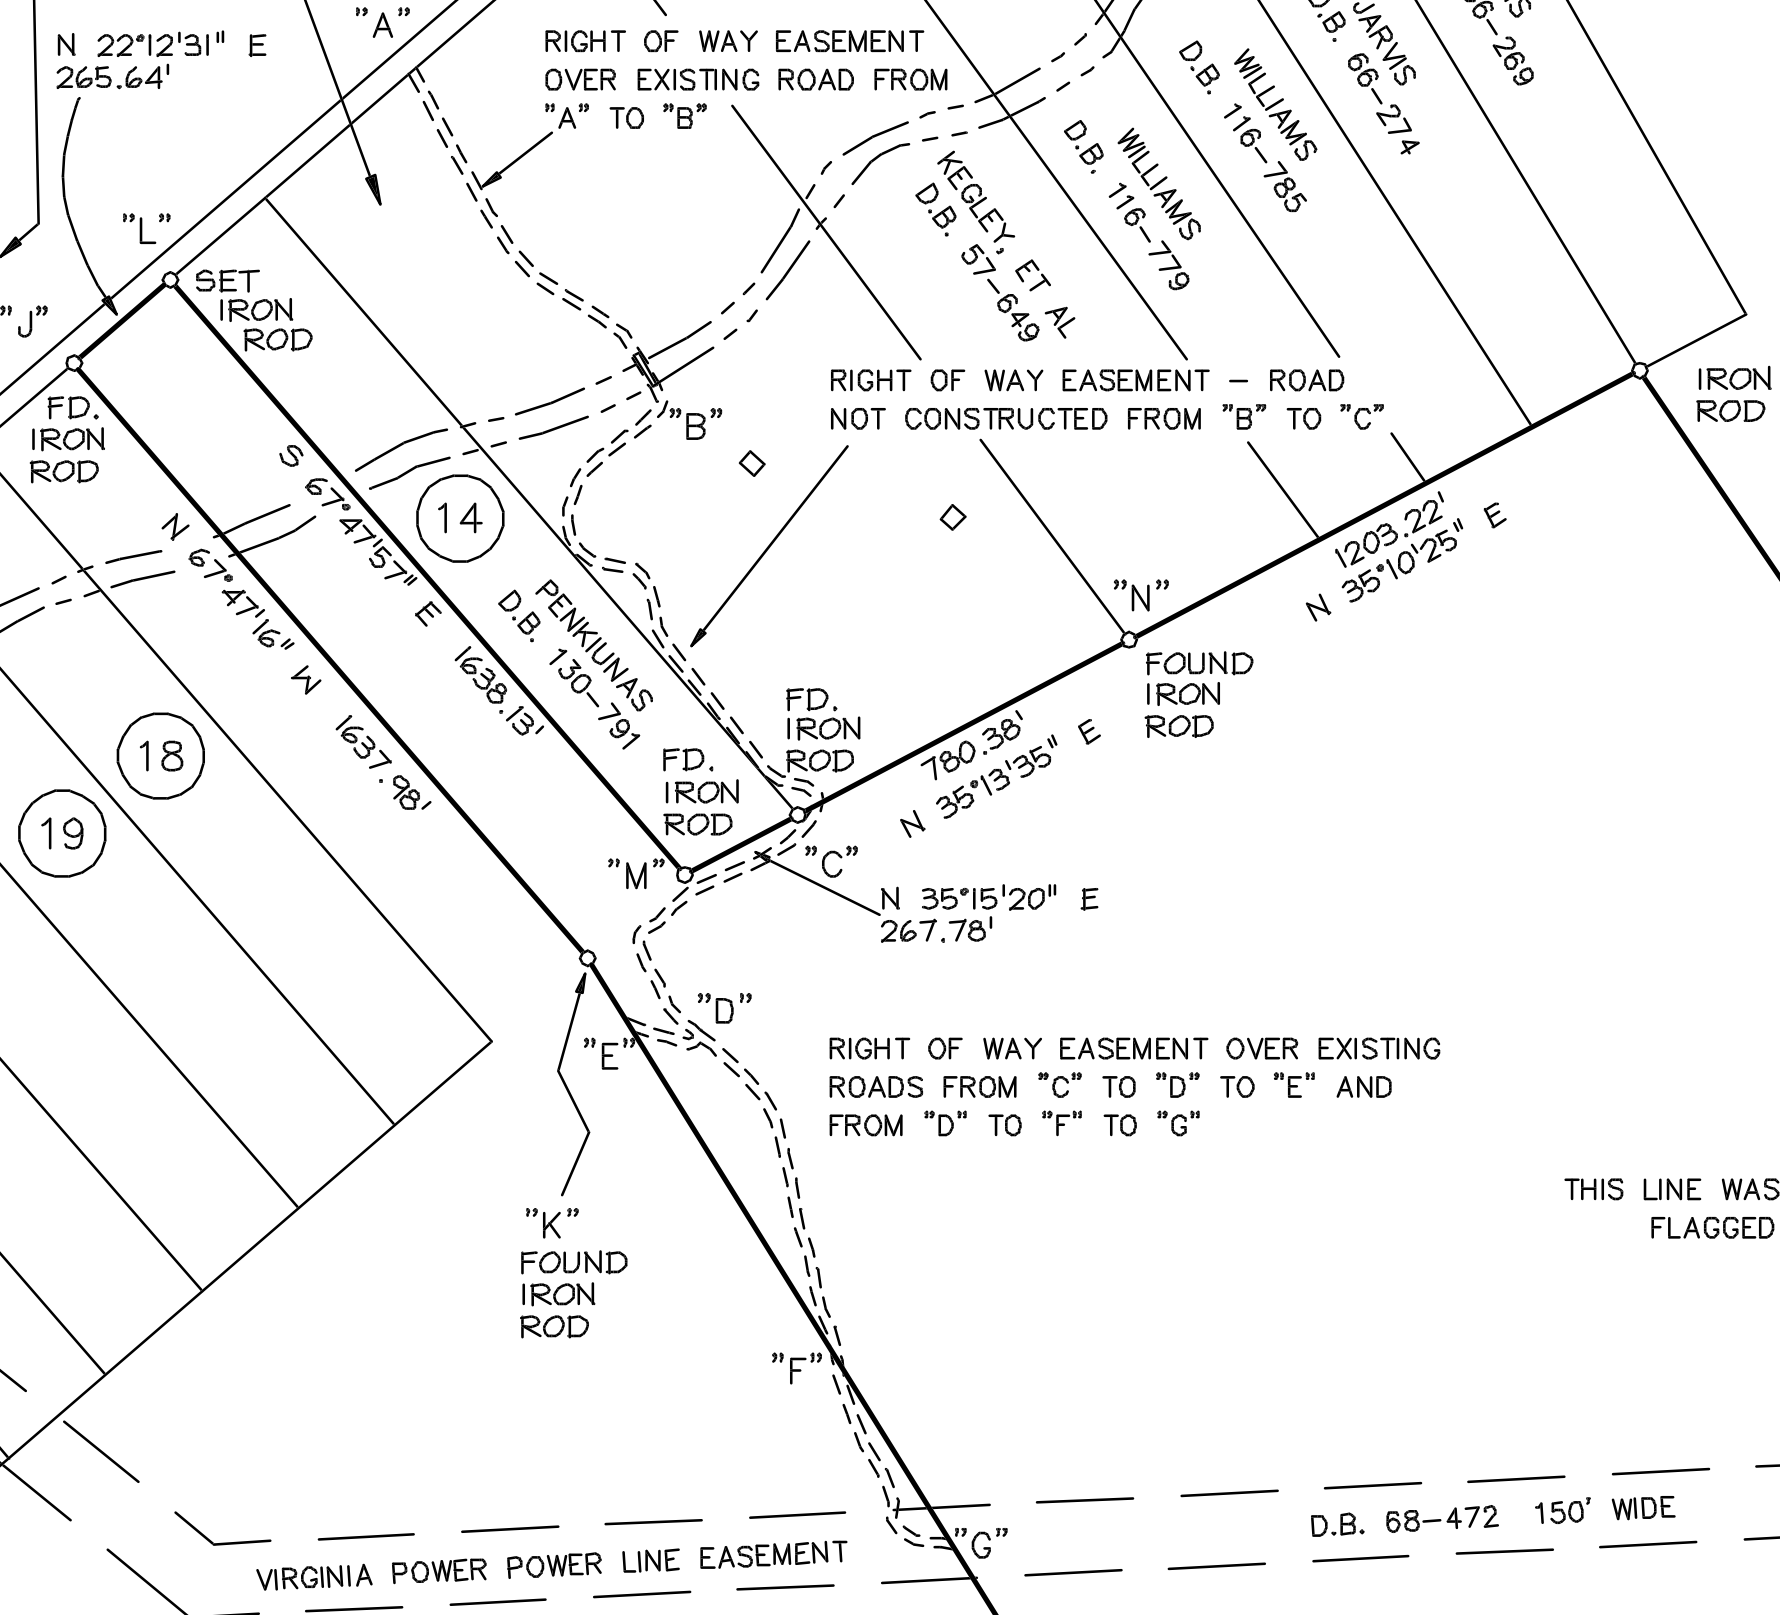 "A"
N 22°12'31" E
265.64'
RIGHT OF WAY EASEMENT
OVER EXISTING ROAD FROM
"A" TO "B"
WILLIAMS
D.B. 116-785
JARVIS
D.B. 66-274
66-269
WILLIAMS
D.B. 116-779
KEGLEY, ET AL
D.B. 57-649
"L"
"J"
SET
IRON
ROD
FD.
IRON
ROD
"B"
RIGHT OF WAY EASEMENT - ROAD
NOT CONSTRUCTED FROM "B" TO "C"
IRON
ROD
S 67°47'57" E 1638.13'
N 67°47'16" W 1637.98'
14
PENKIUNAS
D.B. 130-791
1203.22'
N 35°10'25" E
"N"
FOUND
IRON
ROD
18
19
FD.
IRON
ROD
FD.
IRON
ROD
780.38'
N 35°13'35" E
"M"
"C"
N 35°15'20" E
267.78'
"D"
"E"
RIGHT OF WAY EASEMENT OVER EXISTING
ROADS FROM "C" TO "D" TO "E" AND
FROM "D" TO "F" TO "G"
THIS LINE WAS
FLAGGED
"K"
FOUND
IRON
ROD
"F"
"G"
VIRGINIA POWER POWER LINE EASEMENT
D.B. 68-472 150' WIDE